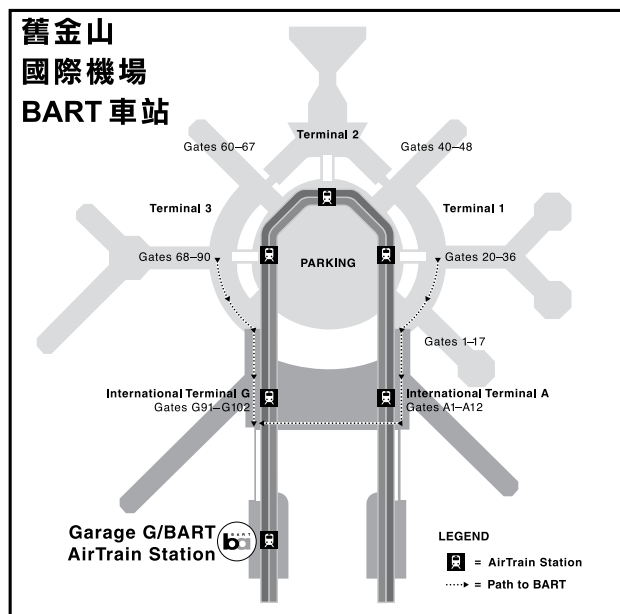 舊金山
國際機場
BART 車站
Terminal 2
Gates 60–67
Gates 40–48
Terminal 3
Terminal 1
Gates 68–90
PARKING
Gates 20–36
Gates 1–17
International Terminal G
Gates G91–G102
International Terminal A
Gates A1–A12
Garage G/BART
AirTrain Station
BART
ba
LEGEND
= AirTrain Station
= Path to BART